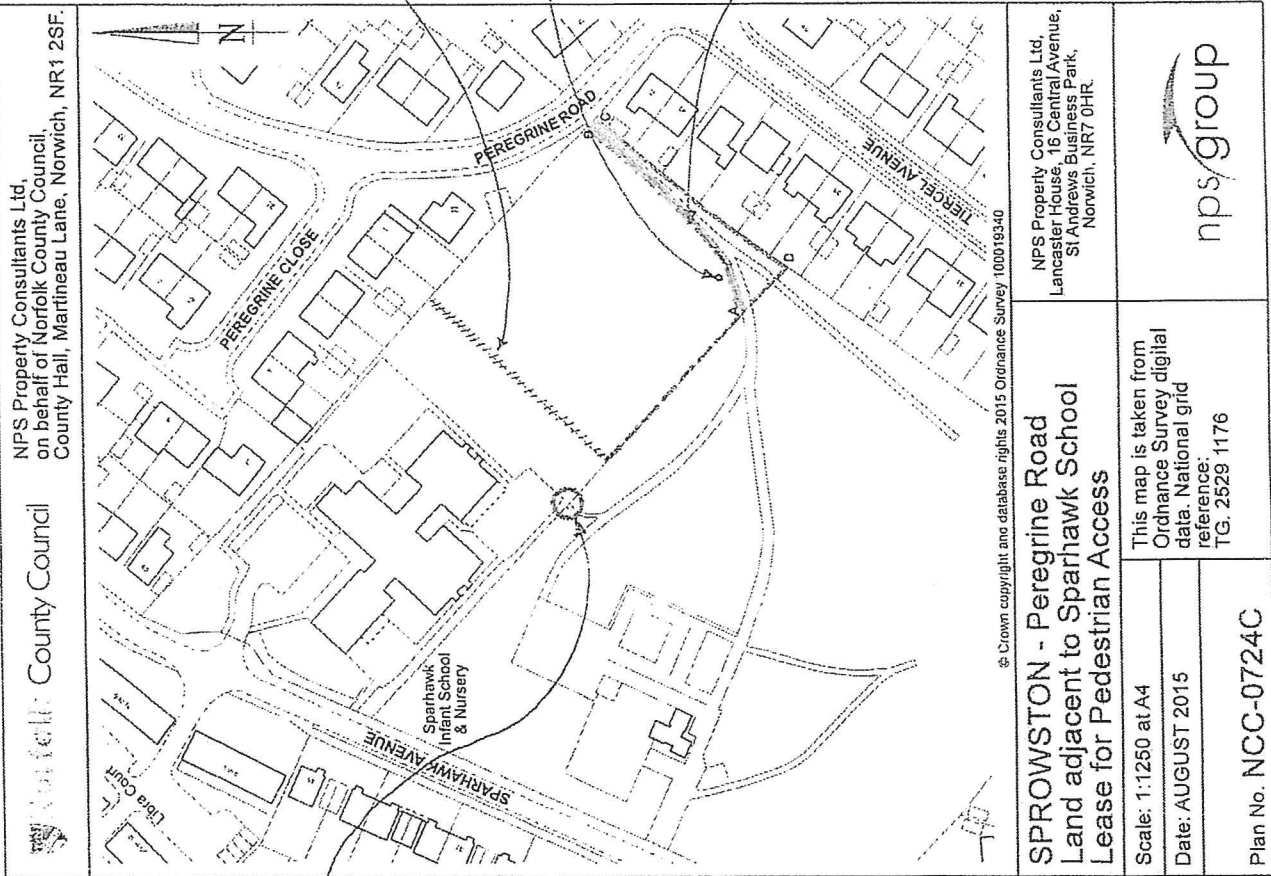 County Council
NPS Property Consultants Ltd,
on behalf of Norfolk County Council,
County Hall, Martineau Lane, Norwich, NR1 2SF.
N
Libra Court
SPARHAWK AVENUE
Sparhawk
Infant School
& Nursery
PEREGRINE CLOSE
PEREGRINE ROAD
TIERCEL AVENUE
B
C
A
D
© Crown copyright and database rights 2015 Ordnance Survey 100019340
SPROWSTON - Peregrine Road
Land adjacent to Sparhawk School
Lease for Pedestrian Access
NPS Property Consultants Ltd,
Lancaster House, 16 Central Avenue,
St Andrews Business Park,
Norwich, NR7 0HR.
Scale: 1:1250 at A4
Date: AUGUST 2015
Plan No. NCC-0724C
This map is taken from
Ordnance Survey digital
data. National grid
reference:
TG. 2529 1176
nps group